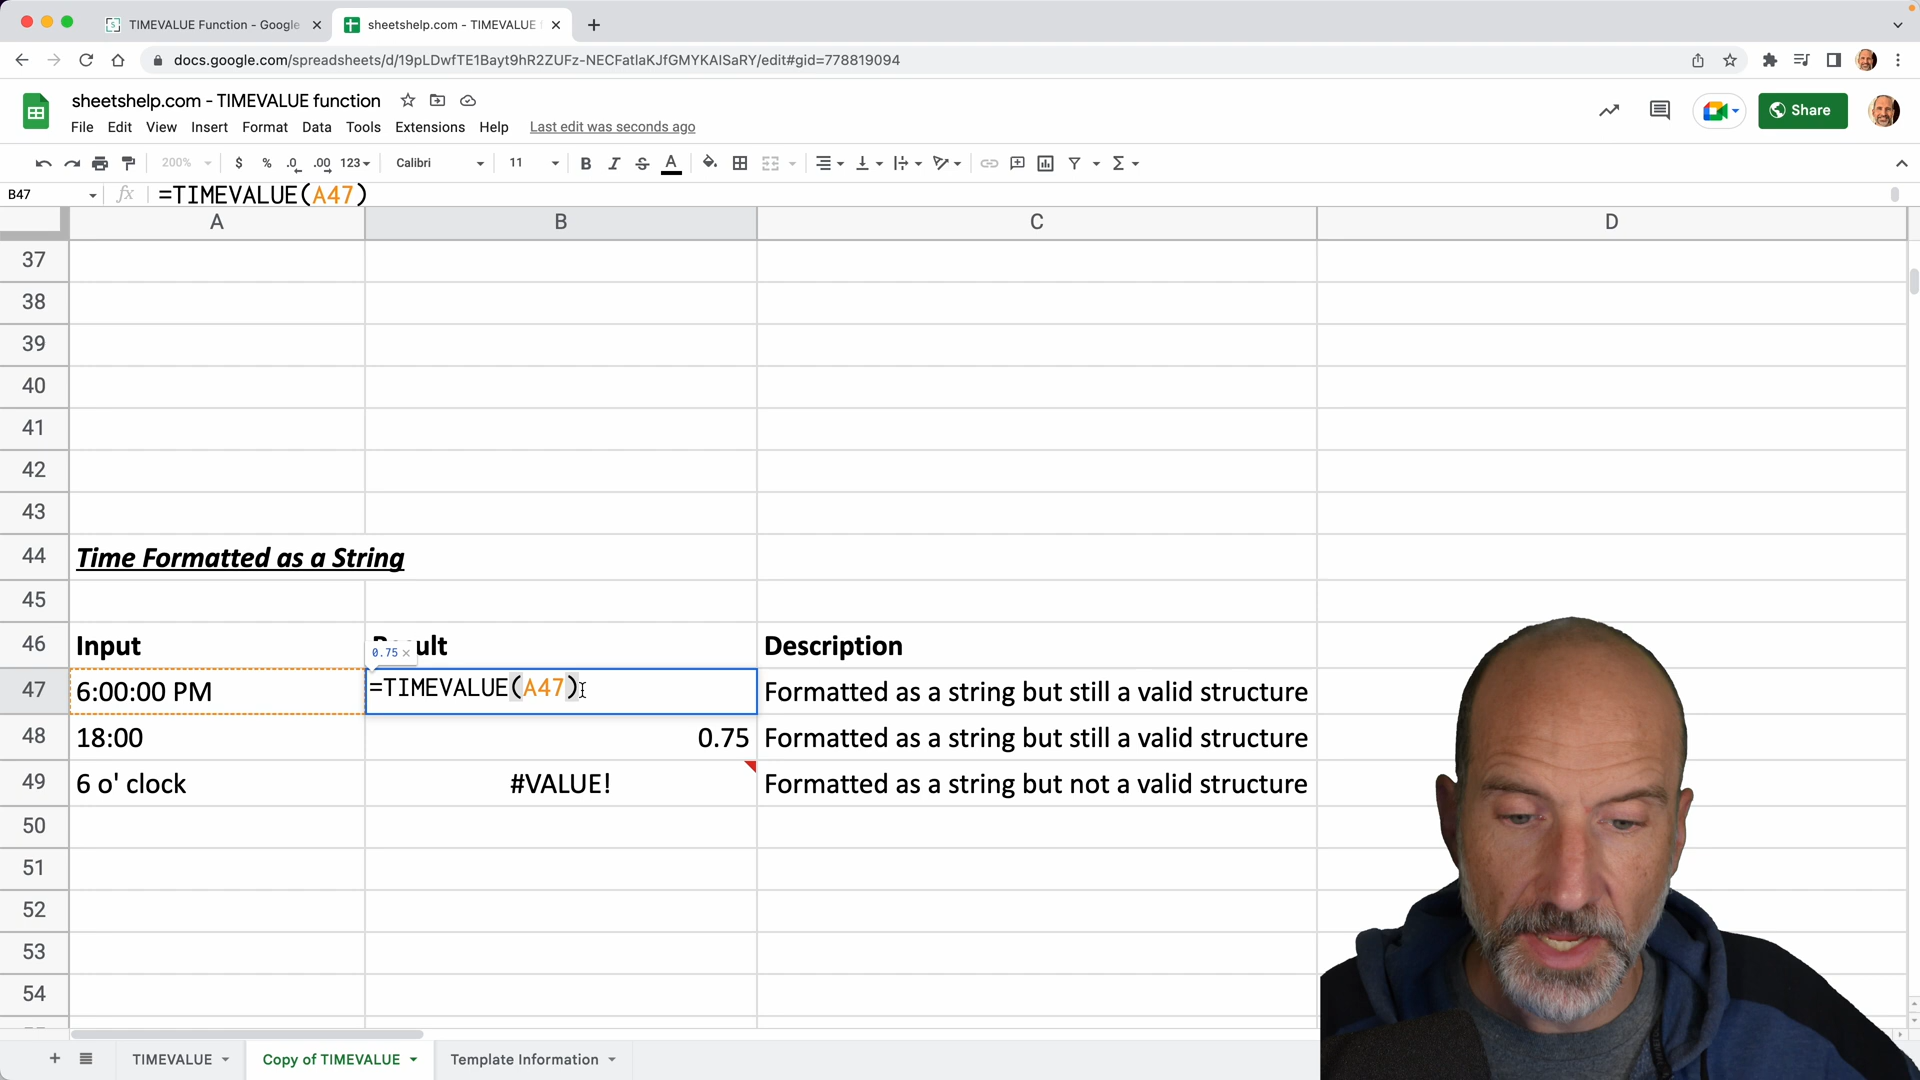 TIMEVALUE Function - Google
sheetshelp.com - TIMEVALUE
docs.google.com/spreadsheets/d/19pLDwfTE1Bayt9hR2ZUFz-NECFatlaKJfGMYKAISaRY/edit#gid=778819094
sheetshelp.com - TIMEVALUE function
Share
File Edit View Insert Format Data Tools Extensions Help Last edit was seconds ago
200% $ % .0 .00 123 Calibri 11 B I S A Σ
B47 fx =TIMEVALUE(A47)
A B C D
37
38
39
40
41
42
43
44 Time Formatted as a String
45
46 Input ult Description
0.75 ×
47 6:00:00 PM =TIMEVALUE(A47) Formatted as a string but still a valid structure
48 18:00 0.75 Formatted as a string but still a valid structure
49 6 o' clock #VALUE! Formatted as a string but not a valid structure
50
51
52
53
54
TIMEVALUE Copy of TIMEVALUE Template Information